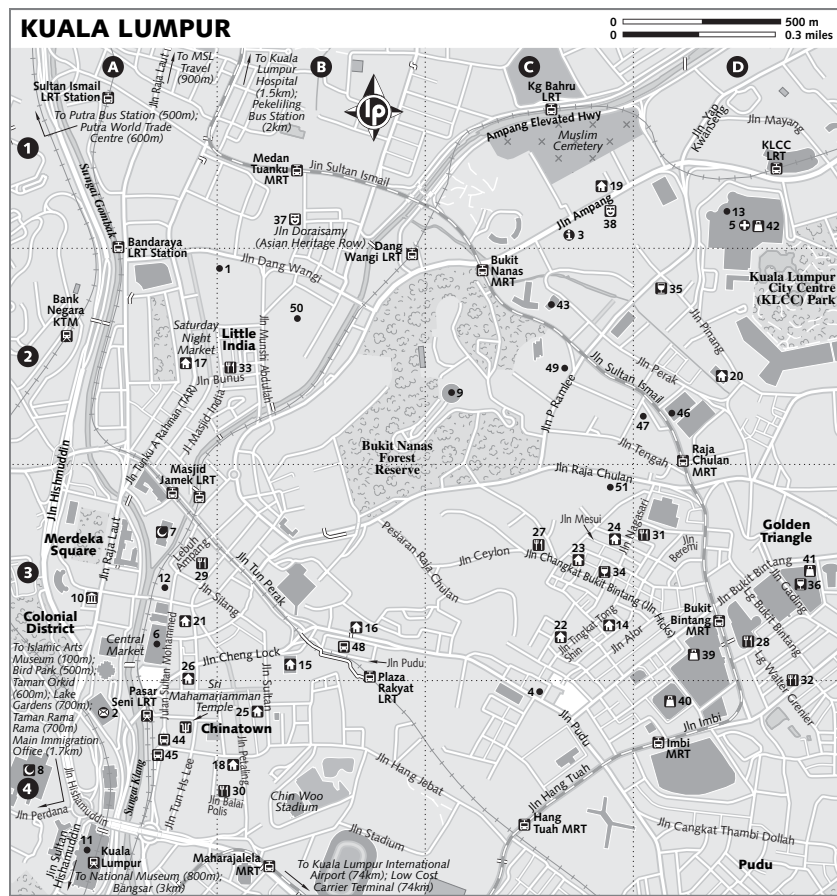 KUALA LUMPUR
0 500 m
0 0.3 miles
A
B
C
D
1
2
3
4
lp
To MSL
Travel
(900m)
Jln Raja Laut
Sultan Ismail
LRT Station
To Putra Bus Station (500m);
Putra World Trade
Centre (600m)
To Kuala
Lumpur
Hospital
(1.5km);
Pekeliling
Bus Station
(2km)
Kg Bahru
LRT
Ampang Elevated Hwy
Muslim
Cemetery
Jln Yap
Kwanseng
Jln Mayang
KLCC
LRT
Sungai Gombak
Medan
Tuanku
MRT
Jln Sultan Ismail
19
Jln Ampang
38
3
13
5
42
37
Jln Doraisamy
(Asian Heritage Row)
Dang
Wangi LRT
Bandaraya
LRT Station
Jln Dang Wangi
1
Bukit
Nanas
MRT
35
Kuala Lumpur
City Centre
(KLCC) Park
Bank
Negara
KTM
50
43
Jln Pinang
Saturday
Night
Market
Little
India
17
33
Jln Bunus
Jln Munshi Abdullah
49
Jln Sultan Ismail
Jln Perak
20
9
Jln P Ramlee
47
46
Jln Tunku A Rahman (TAR)
Jl Masjid India
Bukit Nanas
Forest
Reserve
Jln Tengah
Raja
Chulan
MRT
Jln Raja Chulan
51
Jln Hishmuddin
Masjid
Jamek LRT
Merdeka
Square
Jln Raja Laut
7
Lebuh
Ampang
29
Jln Tun Perak
Persiaran Raja Chulan
Jln Ceylon
27
Jln Mesui
23
24
Jln Nagasari
31
Jln
Beremi
Golden
Triangle
41
Jln Bukit Bintang
36
Jln Gading
Jln Changkat Bukit Bintang (Jln Hicks)
34
12
10
Jln Silang
Colonial
District
Central
Market
6
21
Jalan Sultan Mohammed
16
48
Jln Pudu
22
Jln Tingkat Tong
Shin
14
Jln Alor
Bukit
Bintang
MRT
Lg Bukit Bintang
28
39
Lg Walter Grenier
32
To Islamic Arts
Museum (100m);
Bird Park (500m);
Taman Orkid
(600m); Lake
Gardens (700m);
Taman Rama
Rama (700m)
Main Immigration
Office (1.7km)
Jln Cheng Lock
26
15
Jln Sultan
Plaza
Rakyat
LRT
Pasar
Seni LRT
Sri
Mahamariamman
Temple
25
2
44
45
Chinatown
4
40
Jln Imbi
Imbi
MRT
Jln Pudu
Jln Petaling
18
30
Jln Balai
Polis
Jln Tun Hs Lee
Sungai Klang
Chin Woo
Stadium
Jln Hang Jebat
Jln Hang Tuah
8
Jln Perdana
Jln Hishamuddin
Hang
Tuah MRT
Jln Cangkat Thambi Dollah
Jln Stadium
11
Kuala
Lumpur
Jln Sultan
Hishamuddin
Maharajalela
MRT
To National Museum (800m);
Bangsar (3km)
To Kuala Lumpur International
Airport (74km); Low Cost
Carrier Terminal (74km)
Pudu